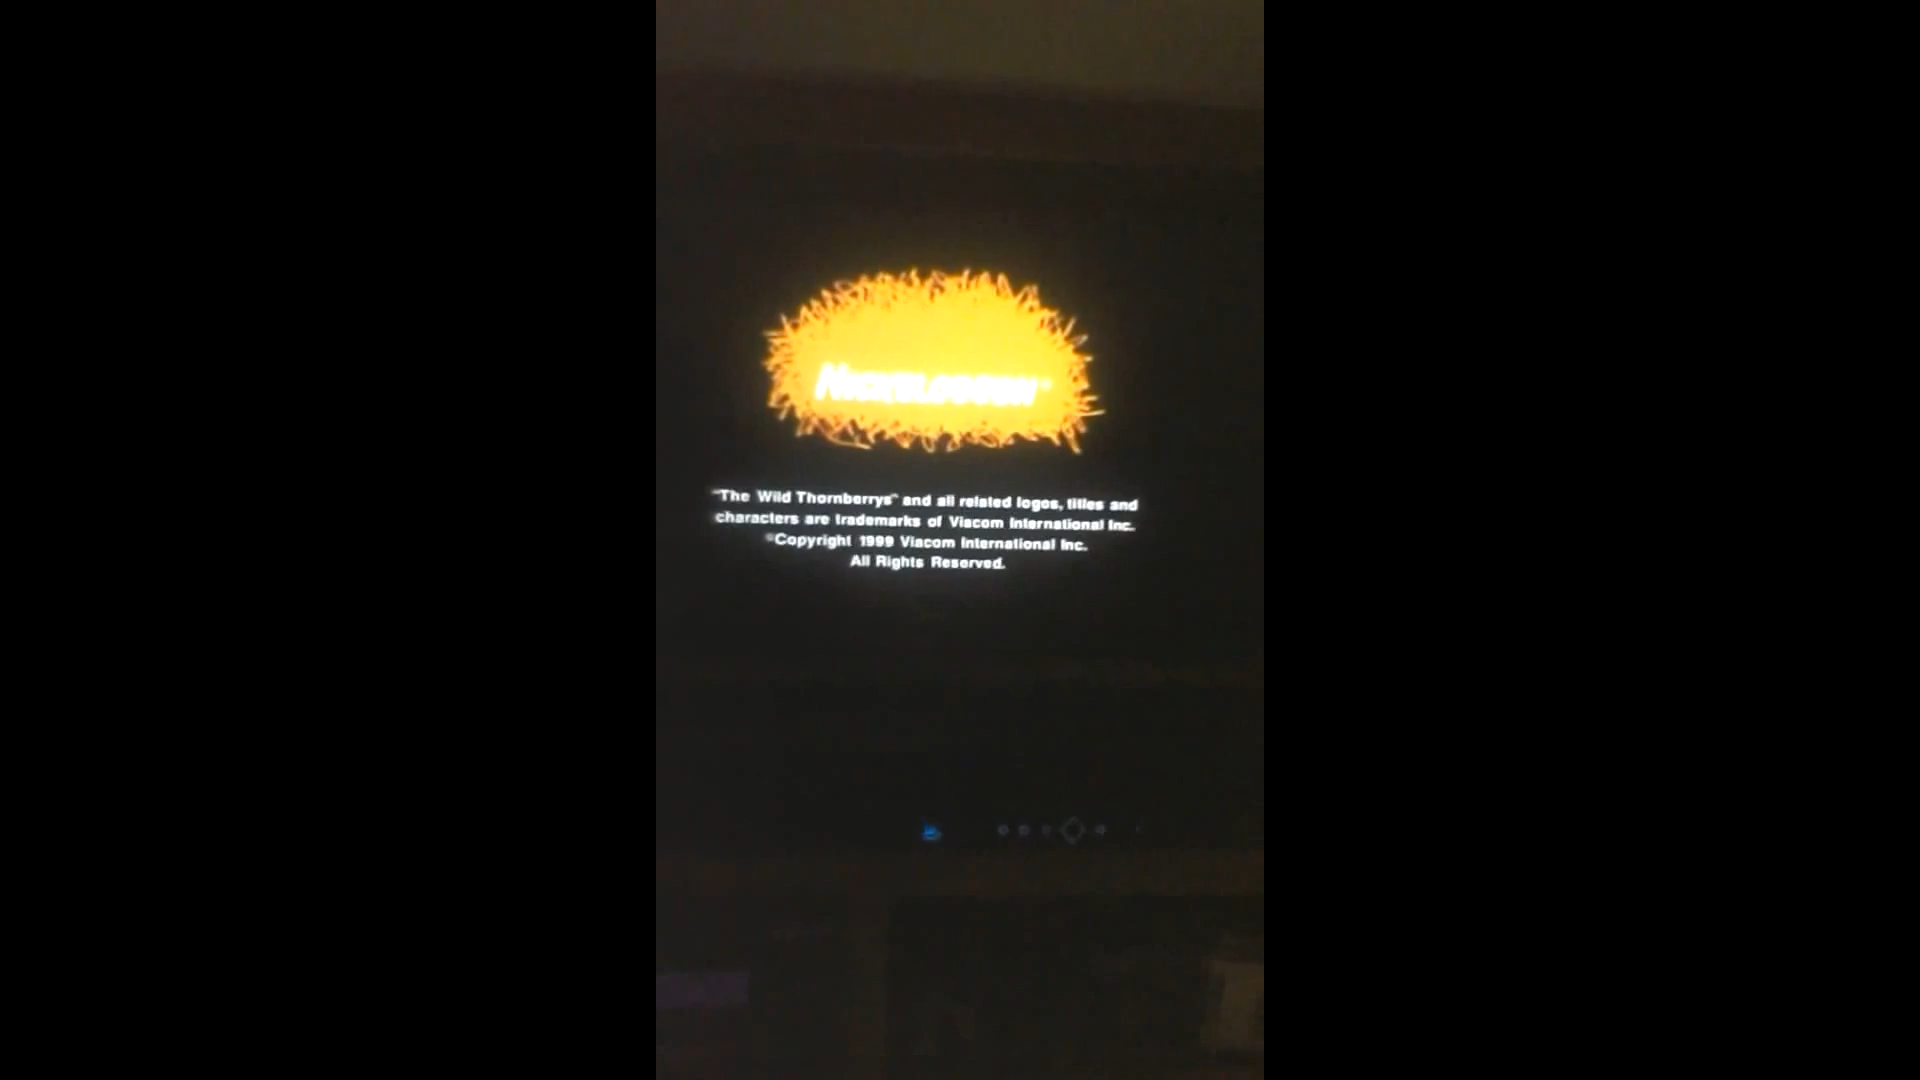 NICKELODEON®
"The Wild Thornberrys" and all related logos, titles and
characters are trademarks of Viacom International Inc.
©Copyright 1999 Viacom International Inc.
All Rights Reserved.